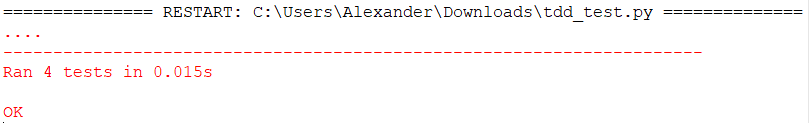 =============== RESTART: C:\Users\Alexander\Downloads\tdd_test.py ==============
....
----------------------------------------------------------------------
Ran 4 tests in 0.015s
OK